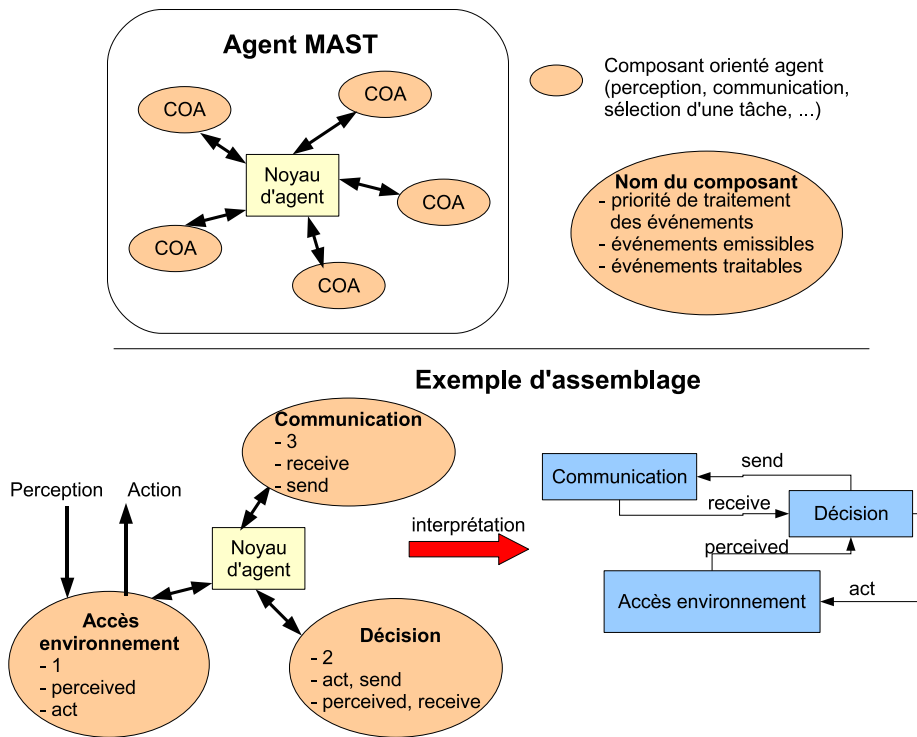 Agent MAST
COA
COA
COA
COA
COA
Noyau
d'agent
Composant orienté agent
(perception, communication,
sélection d'une tâche, ...)
Nom du composant
- priorité de traitement
des événements
- événements emissibles
- événements traitables
Exemple d'assemblage
Communication
- 3
- receive
- send
Perception
Action
Noyau
d'agent
Accès
environnement
- 1
- perceived
- act
Décision
- 2
- act, send
- perceived, receive
interprétation
Communication
send
receive
Décision
perceived
Accès environnement
act